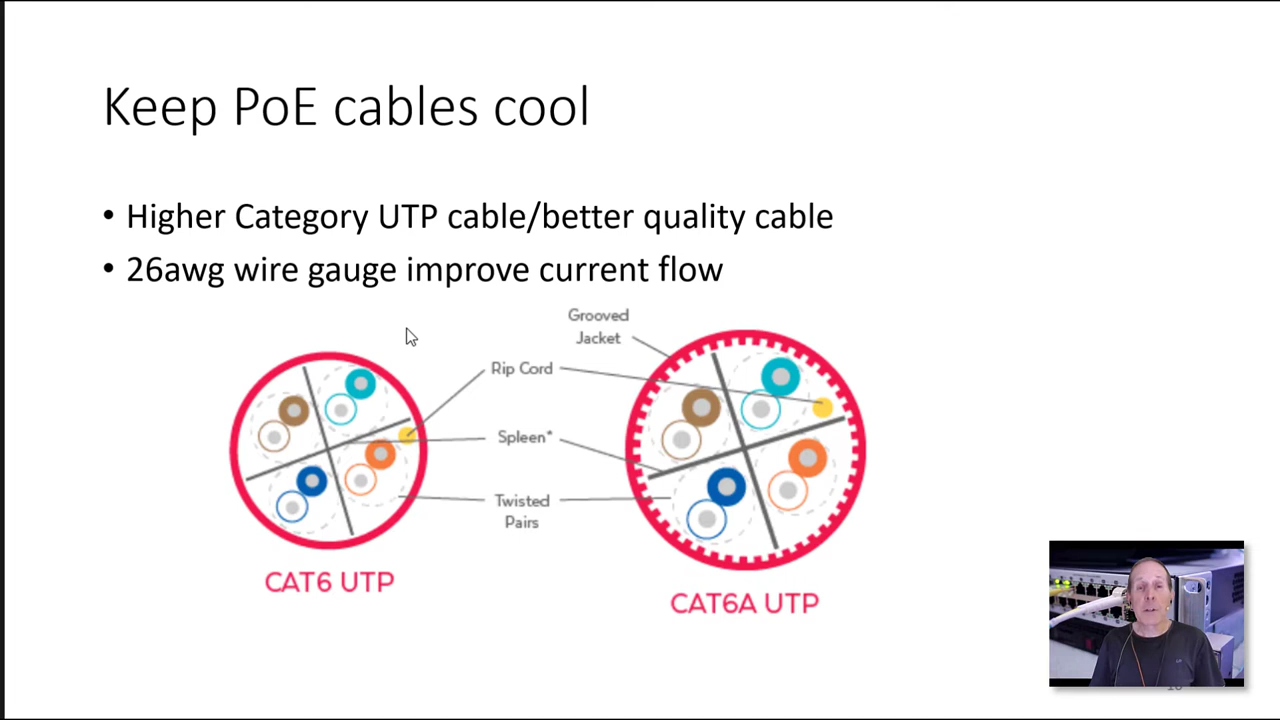 Keep PoE cables cool
• Higher Category UTP cable/better quality cable
• 26awg wire gauge improve current flow
Grooved
Jacket
Rip Cord
Spleen*
Twisted
Pairs
CAT6 UTP
CAT6A UTP